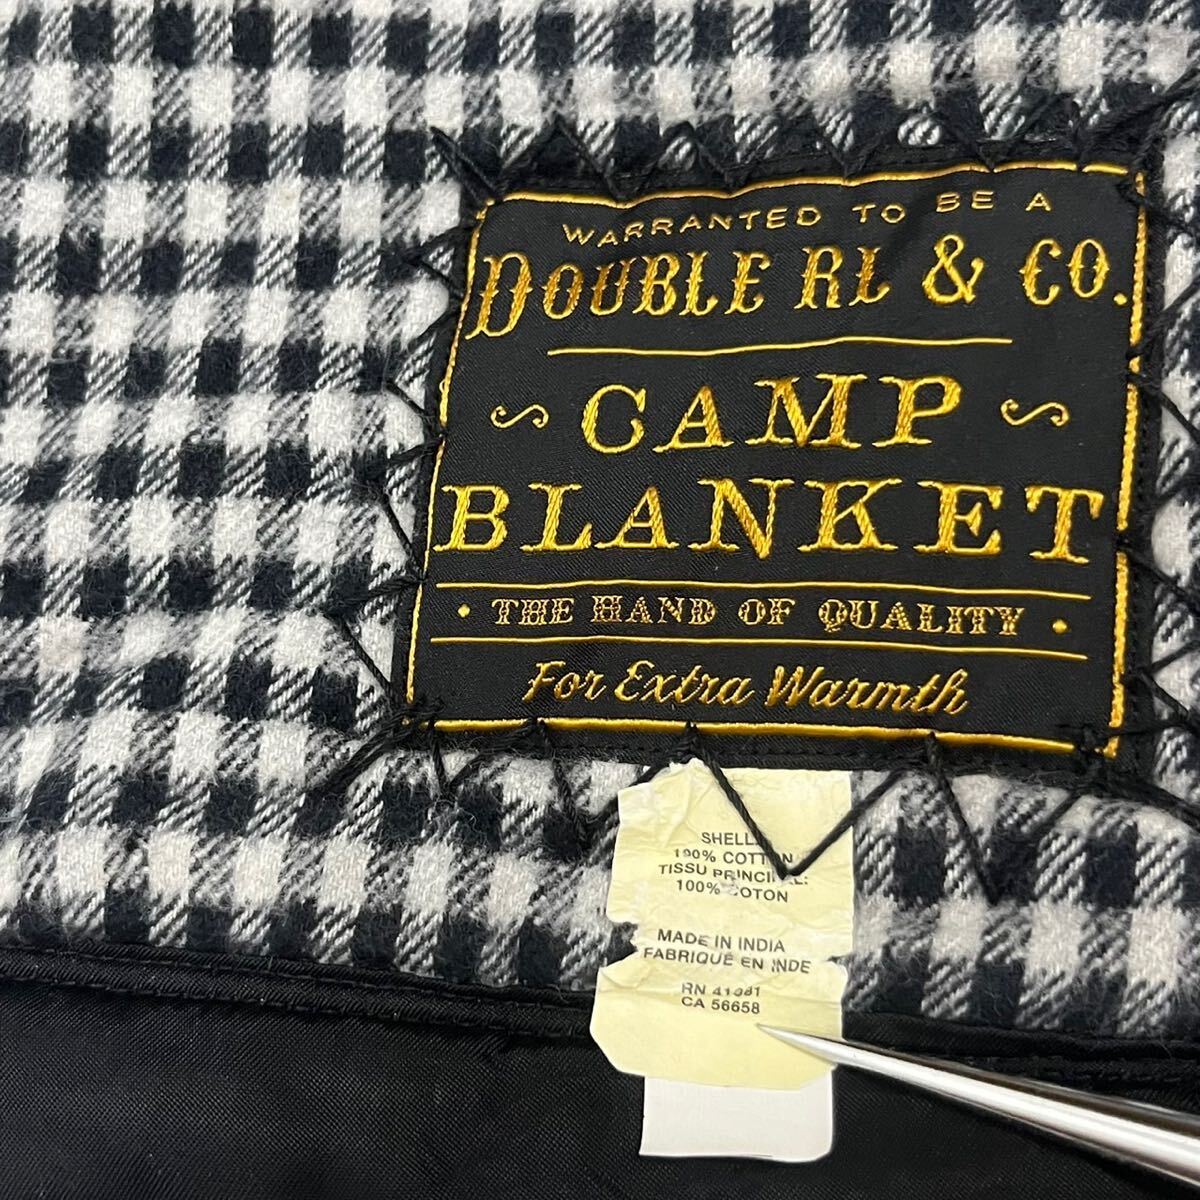 WARRANTED TO BE A
DOUBLE RL & CO.
CAMP
BLANKET
THE HAND OF QUALITY
For Extra Warmth
SHELL:
100% COTTON
TISSU PRINCIPAL:
100% COTON
MADE IN INDIA
FABRIQUÉ EN INDE
RN 41381
CA 56658